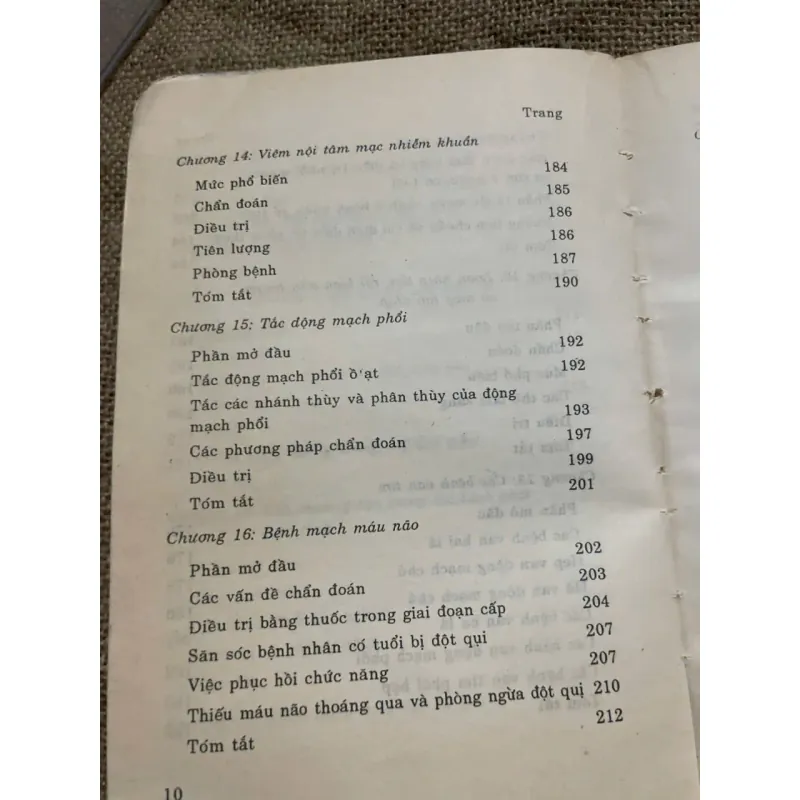 Trang
Chương 14: Viêm nội tâm mạc nhiễm khuẩn
Mức phổ biến 184
Chẩn đoán 185
Điều trị 186
Tiên lượng 186
Phòng bệnh 187
Tóm tắt 190
Chương 15: Tắc động mạch phổi
Phần mở đầu 192
Tắc động mạch phổi ồ ạt 192
Tắc các nhánh thùy và phân thùy của động
mạch phổi 193
Các phương pháp chẩn đoán 197
Điều trị 199
Tóm tắt 201
Chương 16: Bệnh mạch máu não
Phần mở đầu 202
Các vấn đề chẩn đoán 203
Điều trị bằng thuốc trong giai đoạn cấp 204
Săn sóc bệnh nhân có tuổi bị đột qui 207
Việc phục hồi chức năng 207
Thiếu máu não thoáng qua và phòng ngừa đột quị 210
Tóm tắt 212
10